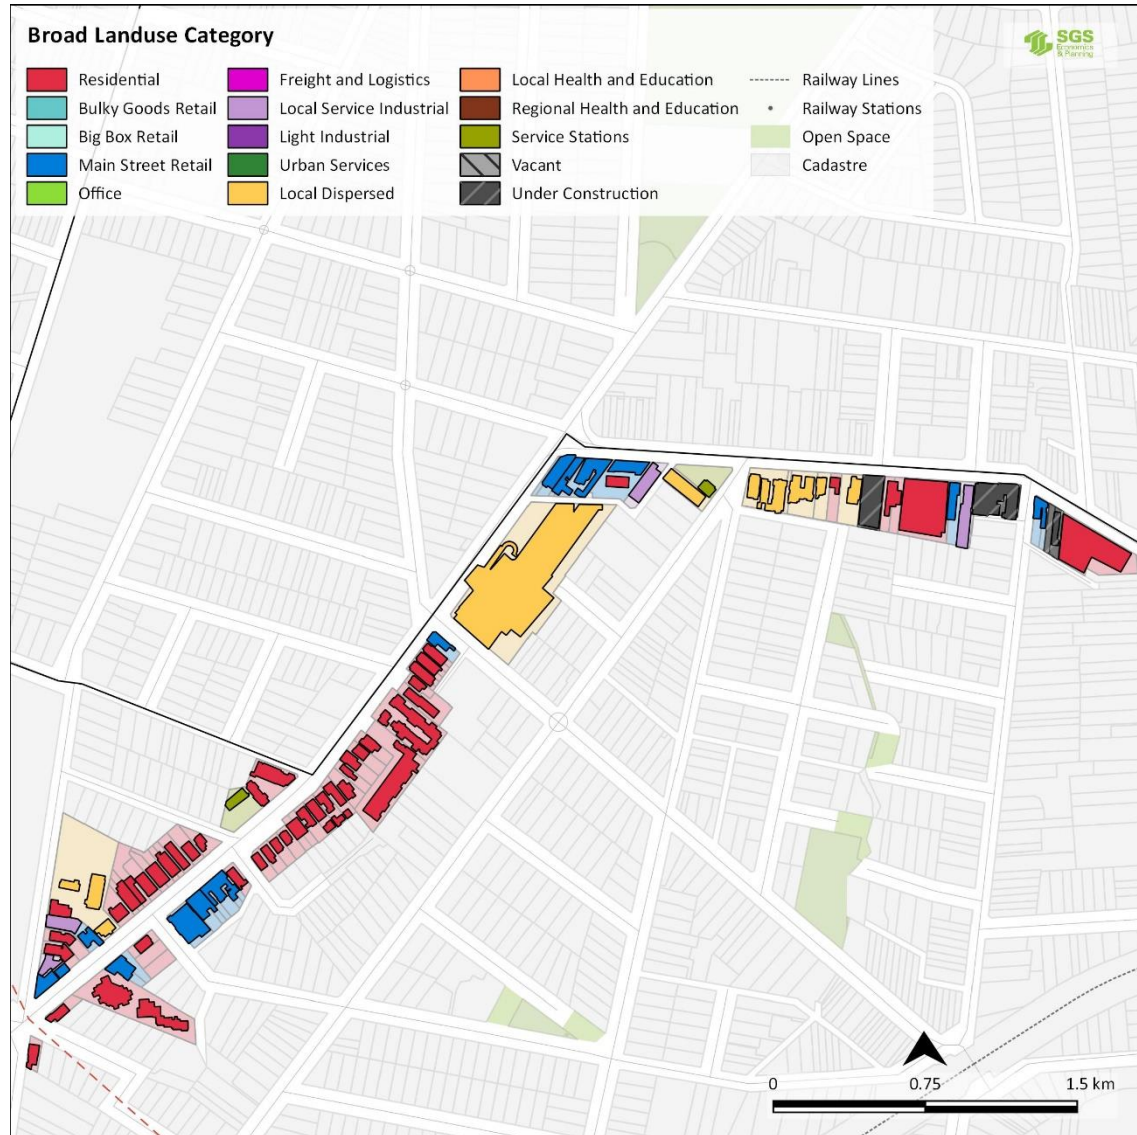 Broad Landuse Category
SGS
Economics
& Planning
Residential
Bulky Goods Retail
Big Box Retail
Main Street Retail
Office
Freight and Logistics
Local Service Industrial
Light Industrial
Urban Services
Local Dispersed
Local Health and Education
Regional Health and Education
Service Stations
Vacant
Under Construction
Railway Lines
Railway Stations
Open Space
Cadastre
0 0.75 1.5 km